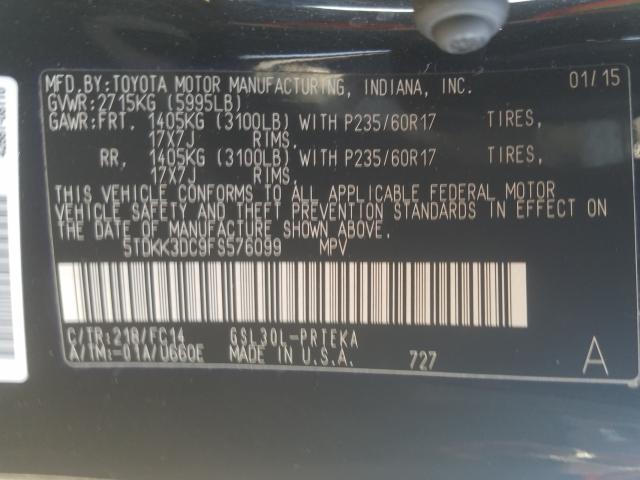 MFD.BY:TOYOTA MOTOR MANUFACTURING, INDIANA, INC. 01/15
GVWR:2715KG (5995LB)
GAWR:FRT. 1405KG (3100LB) WITH P235/60R17 TIRES,
17X7J RIMS,
RR, 1405KG (3100LB) WITH P235/60R17 TIRES,
17X7J RIMS,
THIS VEHICLE CONFORMS TO ALL APPLICABLE FEDERAL MOTOR
VEHICLE SAFETY AND THEFT PREVENTION STANDARDS IN EFFECT ON
THE DATE OF MANUFACTURE SHOWN ABOVE.
5TDKK3DC9FS576099 MPV
C/TR:218/FC14 GSL30L-PRTEKA
A/TM:-01A/U660E MADE IN U.S.A. 727 A